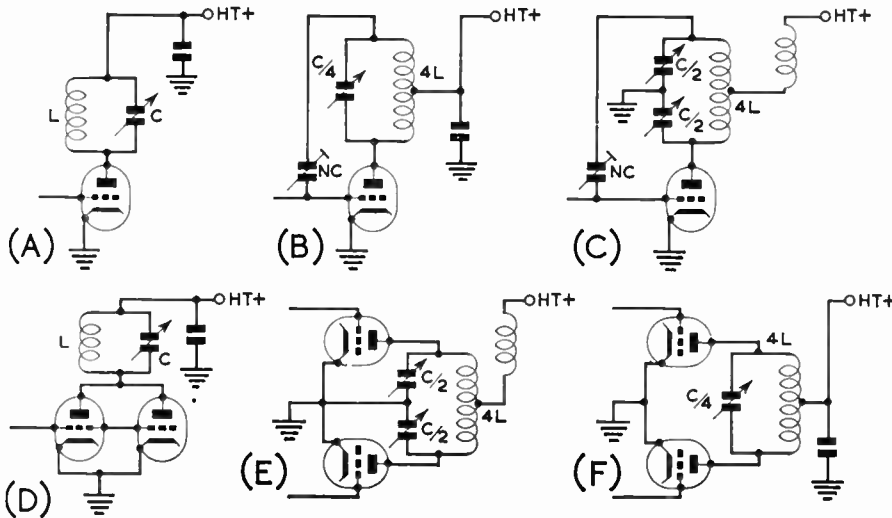 HT+
L
C
(A)
HT+
C/4
4L
NC
(B)
HT+
C/2
C/2
4L
NC
(C)
HT+
L
C
(D)
HT+
C/2
C/2
4L
(E)
HT+
4L
C/4
(F)